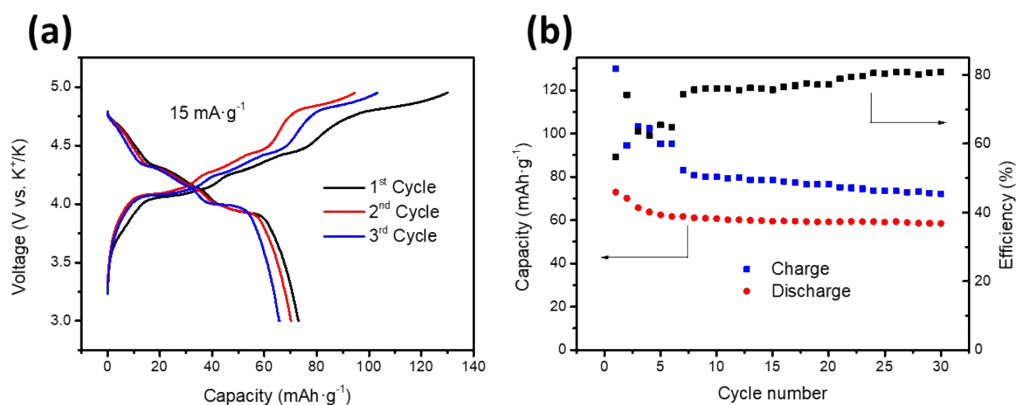 (a)
15 mA·g⁻¹
1ˢᵗ Cycle
2ⁿᵈ Cycle
3ʳᵈ Cycle
Voltage (V vs. K⁺/K)
5.0
4.5
4.0
3.5
3.0
0 20 40 60 80 100 120 140
Capacity (mAh·g⁻¹)
(b)
Capacity (mAh·g⁻¹)
120
100
80
60
40
20
0
Charge
Discharge
80
60
40
20
0
Efficiency (%)
0 5 10 15 20 25 30
Cycle number